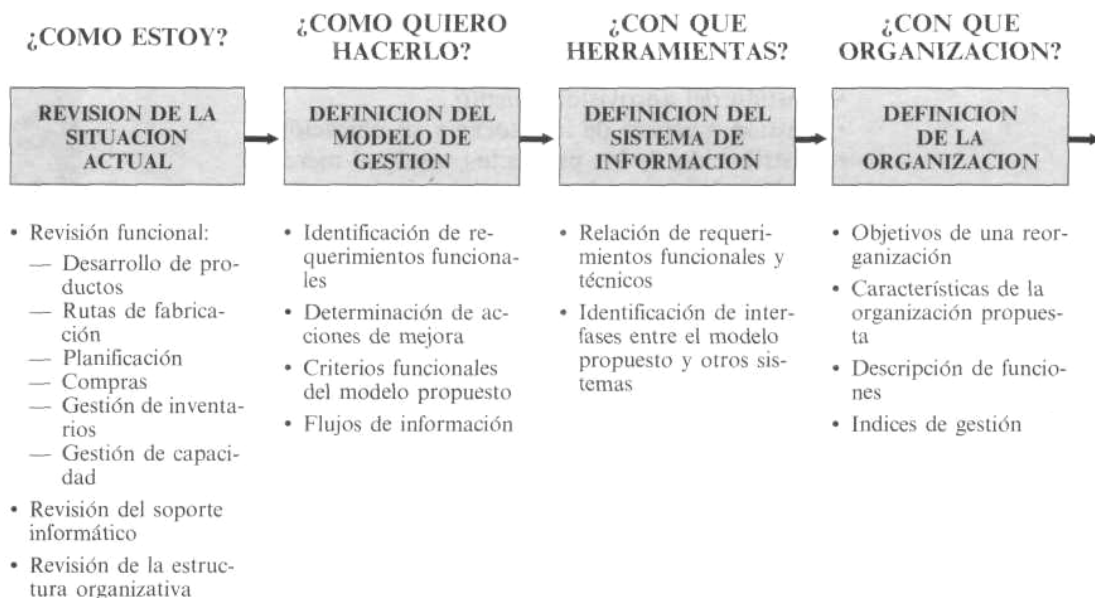 ¿COMO ESTOY?
REVISION DE LA
SITUACION
ACTUAL
• Revisión funcional:
— Desarrollo de pro-
ductos
— Rutas de fabrica-
ción
— Planificación
— Compras
— Gestión de inventa-
rios
— Gestión de capaci-
dad
• Revisión del soporte
informático
• Revisión de la estruc-
tura organizativa
¿COMO QUIERO
HACERLO?
DEFINICION DEL
MODELO DE
GESTION
• Identificación de re-
querimientos funciona-
les
• Determinación de ac-
ciones de mejora
• Criterios funcionales
del modelo propuesto
• Flujos de información
¿CON QUE
HERRAMIENTAS?
DEFINICION DEL
SISTEMA DE
INFORMACION
• Relación de requeri-
mientos funcionales y
técnicos
• Identificación de inter-
fases entre el modelo
propuesto y otros sis-
temas
¿CON QUE
ORGANIZACION?
DEFINICION
DE LA
ORGANIZACION
• Objetivos de una reor-
ganización
• Características de la
organización propues-
ta
• Descripción de funcio-
nes
• Indices de gestión